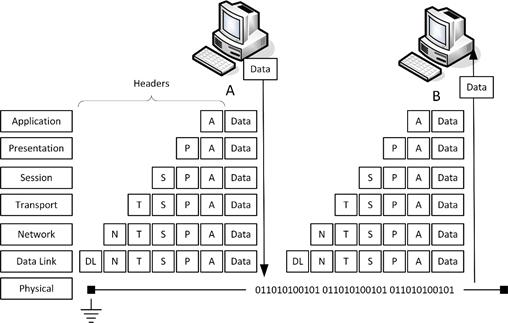 Data
Data
Headers
A
B
Application A Data A Data
Presentation P A Data P A Data
Session S P A Data S P A Data
Transport T S P A Data T S P A Data
Network N T S P A Data N T S P A Data
Data Link DL N T S P A Data DL N T S P A Data
Physical 011010100101 011010100101 011010100101